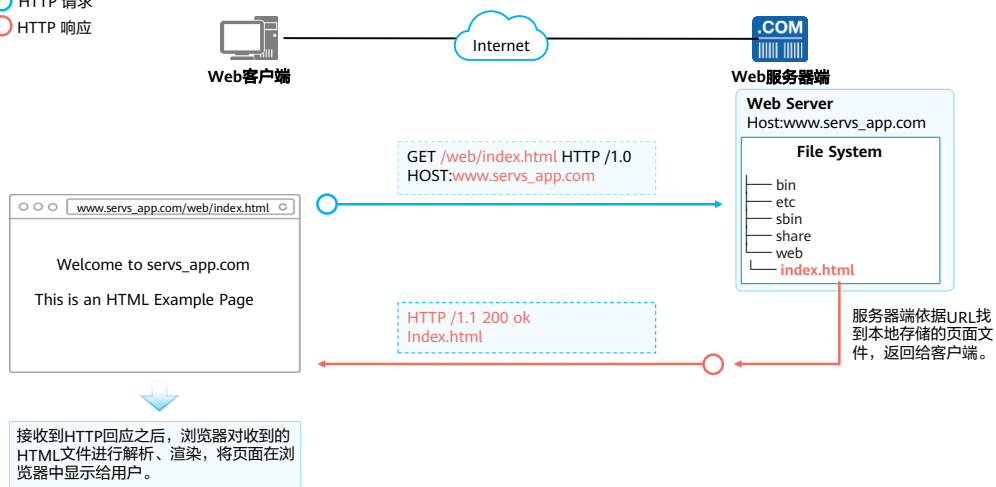 HTTP 请求
HTTP 响应
Internet
.COM
Web客户端
Web服务器端
Web Server
Host:www.servs_app.com
File System
bin
etc
sbin
share
web
index.html
GET /web/index.html HTTP /1.0
HOST:www.servs_app.com
www.servs_app.com/web/index.html
Welcome to servs_app.com
This is an HTML Example Page
HTTP /1.1 200 ok
Index.html
服务器端依据URL找
到本地存储的页面文
件，返回给客户端。
接收到HTTP回应之后，浏览器对收到的
HTML文件进行解析、渲染，将页面在浏
览器中显示给用户。